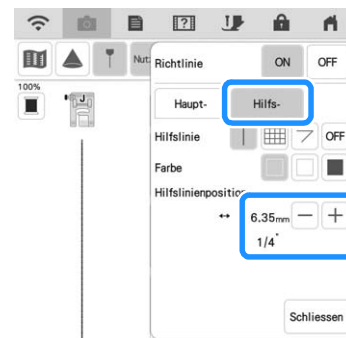 Nut
Richtlinie ON OFF
100%
J
Haupt- Hilfs-
Hilfslinie OFF
Farbe
Hilfslinienposition
↔ 6.35mm − +
1/4"
Schliessen